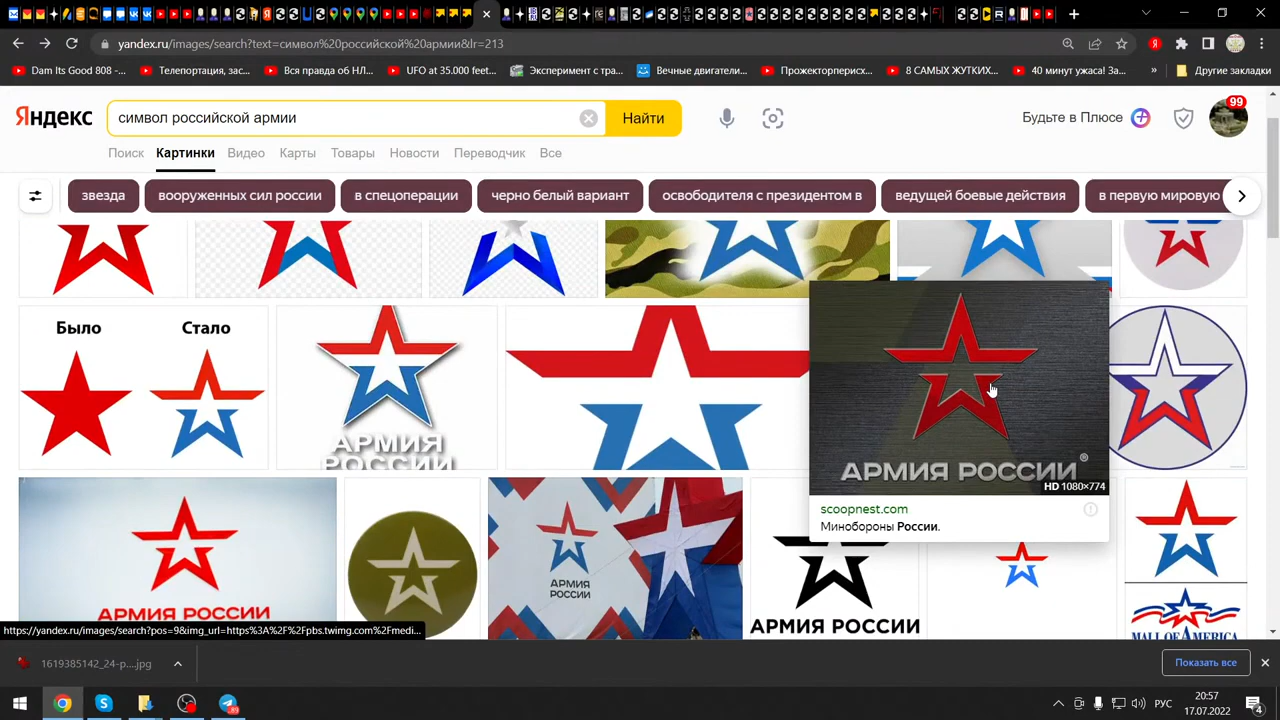 yandex.ru/images/search?text=символ%20российской%20армии&lr=213
Dam Its Good 808 -...
Телепортация, зас...
Вся правда об НЛ...
UFO at 35.000 feet...
Эксперимент с тра...
Вечные двигатели...
Прожекторперисх...
8 САМЫХ ЖУТКИХ...
40 минут ужаса! За...
»
Другие закладки
Яндекс
символ российской армии
Найти
Будьте в Плюсе
99
Поиск
Картинки
Видео
Карты
Товары
Новости
Переводчик
Все
звезда
вооруженных сил россии
в спецоперации
черно белый вариант
освободителя с президентом в
ведущей боевые действия
в первую мировую
Было
Стало
АРМИЯ
РОССИИ
АРМИЯ РОССИИ
®
HD 1080×774
scoopnest.com
Минобороны России.
АРМИЯ РОССИИ
АРМИЯ
РОССИИ
АРМИЯ РОССИИ
MALL OF AMERICA
https://yandex.ru/images/search?pos=9&img_url=https%3A%2F%2Fpbs.twimg.com%2Fmedi...
1619385142_24-p....jpg
Показать все
РУС
20:57
17.07.2022
4